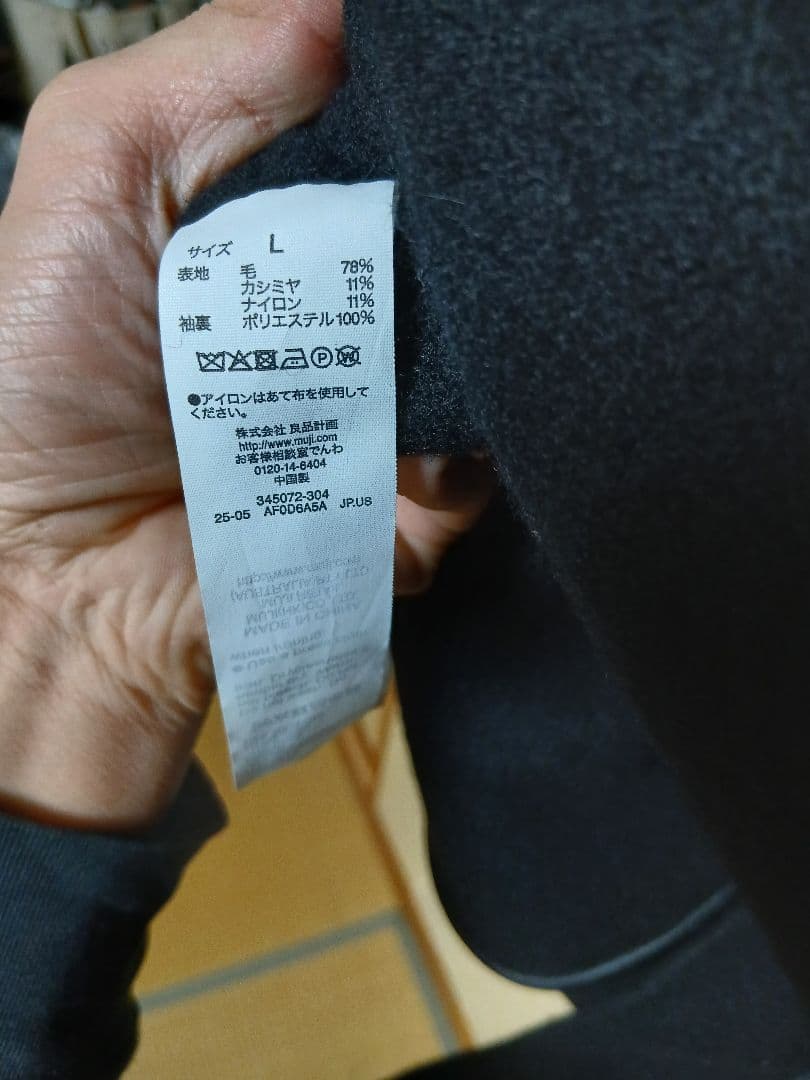 サイズ L
表地 毛 78%
カシミヤ 11%
ナイロン 11%
袖裏 ポリエステル100%
P W
●アイロンはあて布を使用して
ください。
株式会社 良品計画
http://www.muji.com
お客様相談室でんわ
0120-14-6404
中国製
345072-304
25-05 AF0D6A5A JP.US
MADE IN CHINA